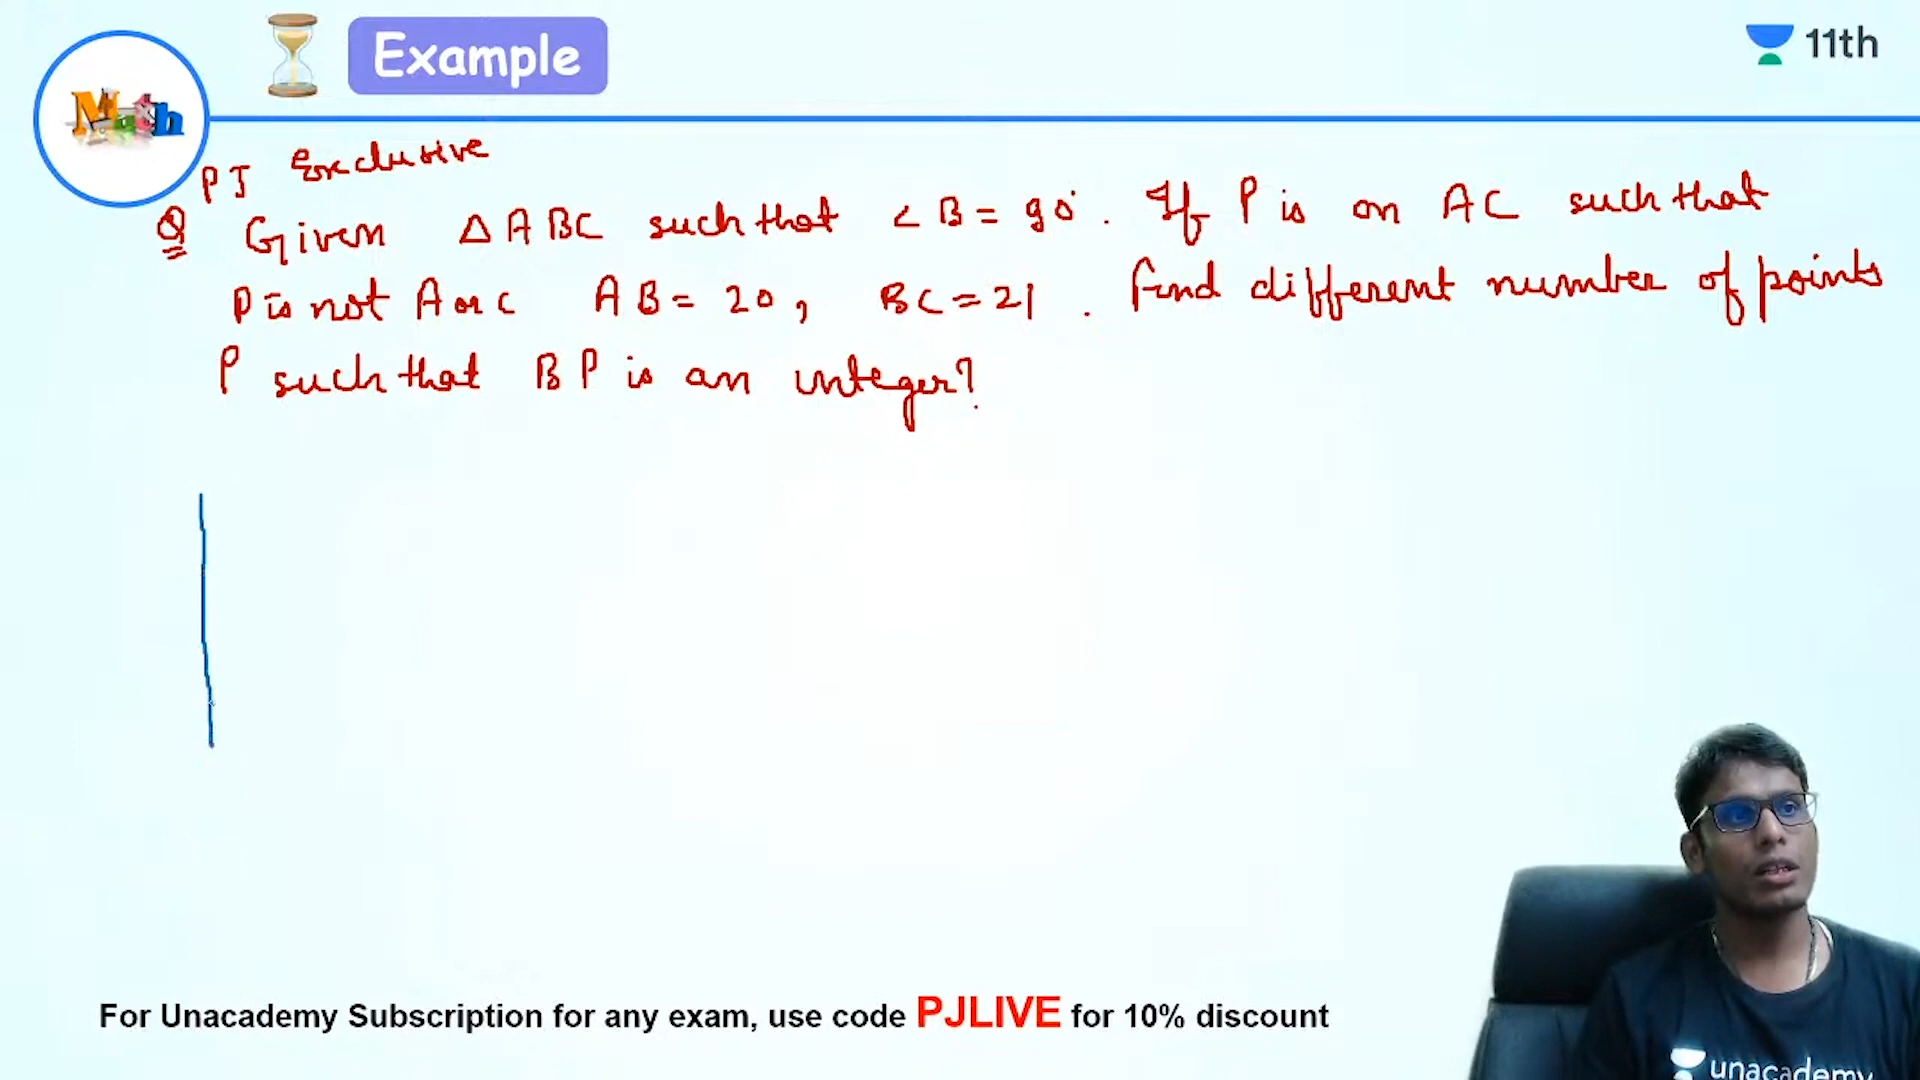 Example
11th
Math
PJ Exclusive
Q Given △ABC such that ∠B = 90°. If P is on AC such that
P is not A or C AB = 20, BC = 21. Find different number of points
P such that BP is an integer?
For Unacademy Subscription for any exam, use code PJLIVE for 10% discount
unacademy